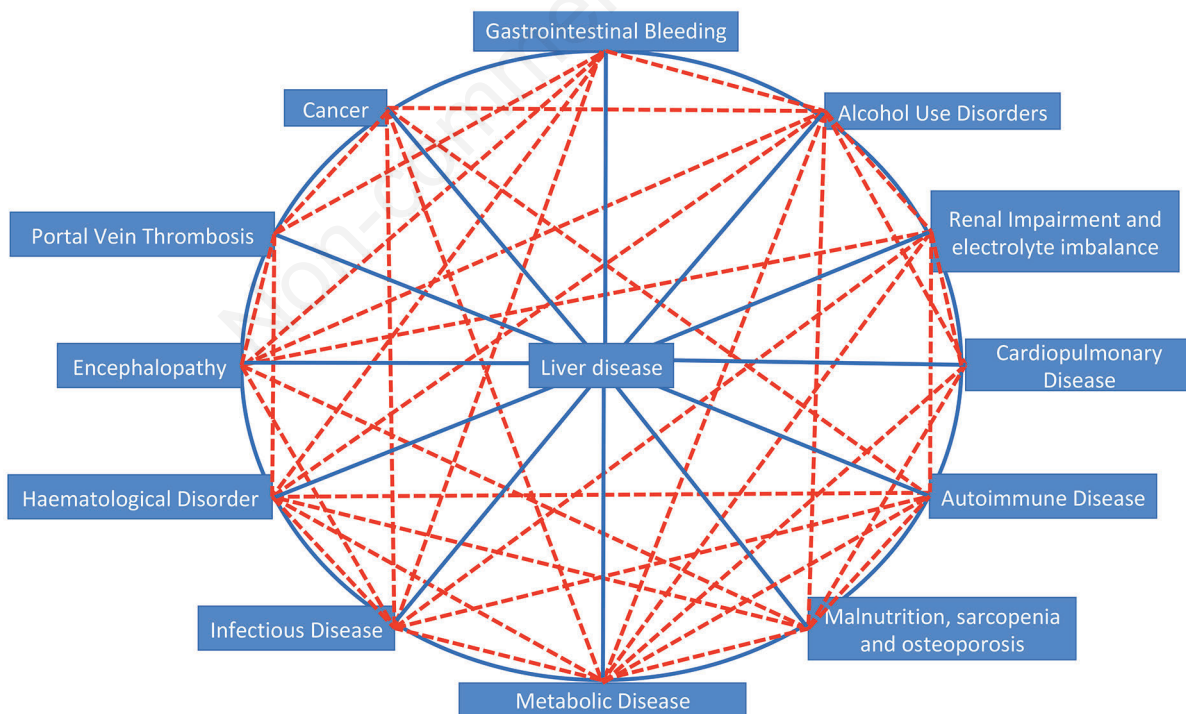 Gastrointestinal Bleeding
Cancer
Alcohol Use Disorders
Portal Vein Thrombosis
Renal Impairment and
electrolyte imbalance
Encephalopathy
Liver disease
Cardiopulmonary
Disease
Haematological Disorder
Autoimmune Disease
Infectious Disease
Malnutrition, sarcopenia
and osteoporosis
Metabolic Disease